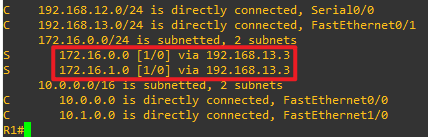 C    192.168.12.0/24 is directly connected, Serial0/0
C    192.168.13.0/24 is directly connected, FastEthernet0/1
     172.16.0.0/24 is subnetted, 2 subnets
S       172.16.0.0 [1/0] via 192.168.13.3
S       172.16.1.0 [1/0] via 192.168.13.3
     10.0.0.0/16 is subnetted, 2 subnets
C       10.0.0.0 is directly connected, FastEthernet0/0
C       10.1.0.0 is directly connected, FastEthernet1/0
R1#